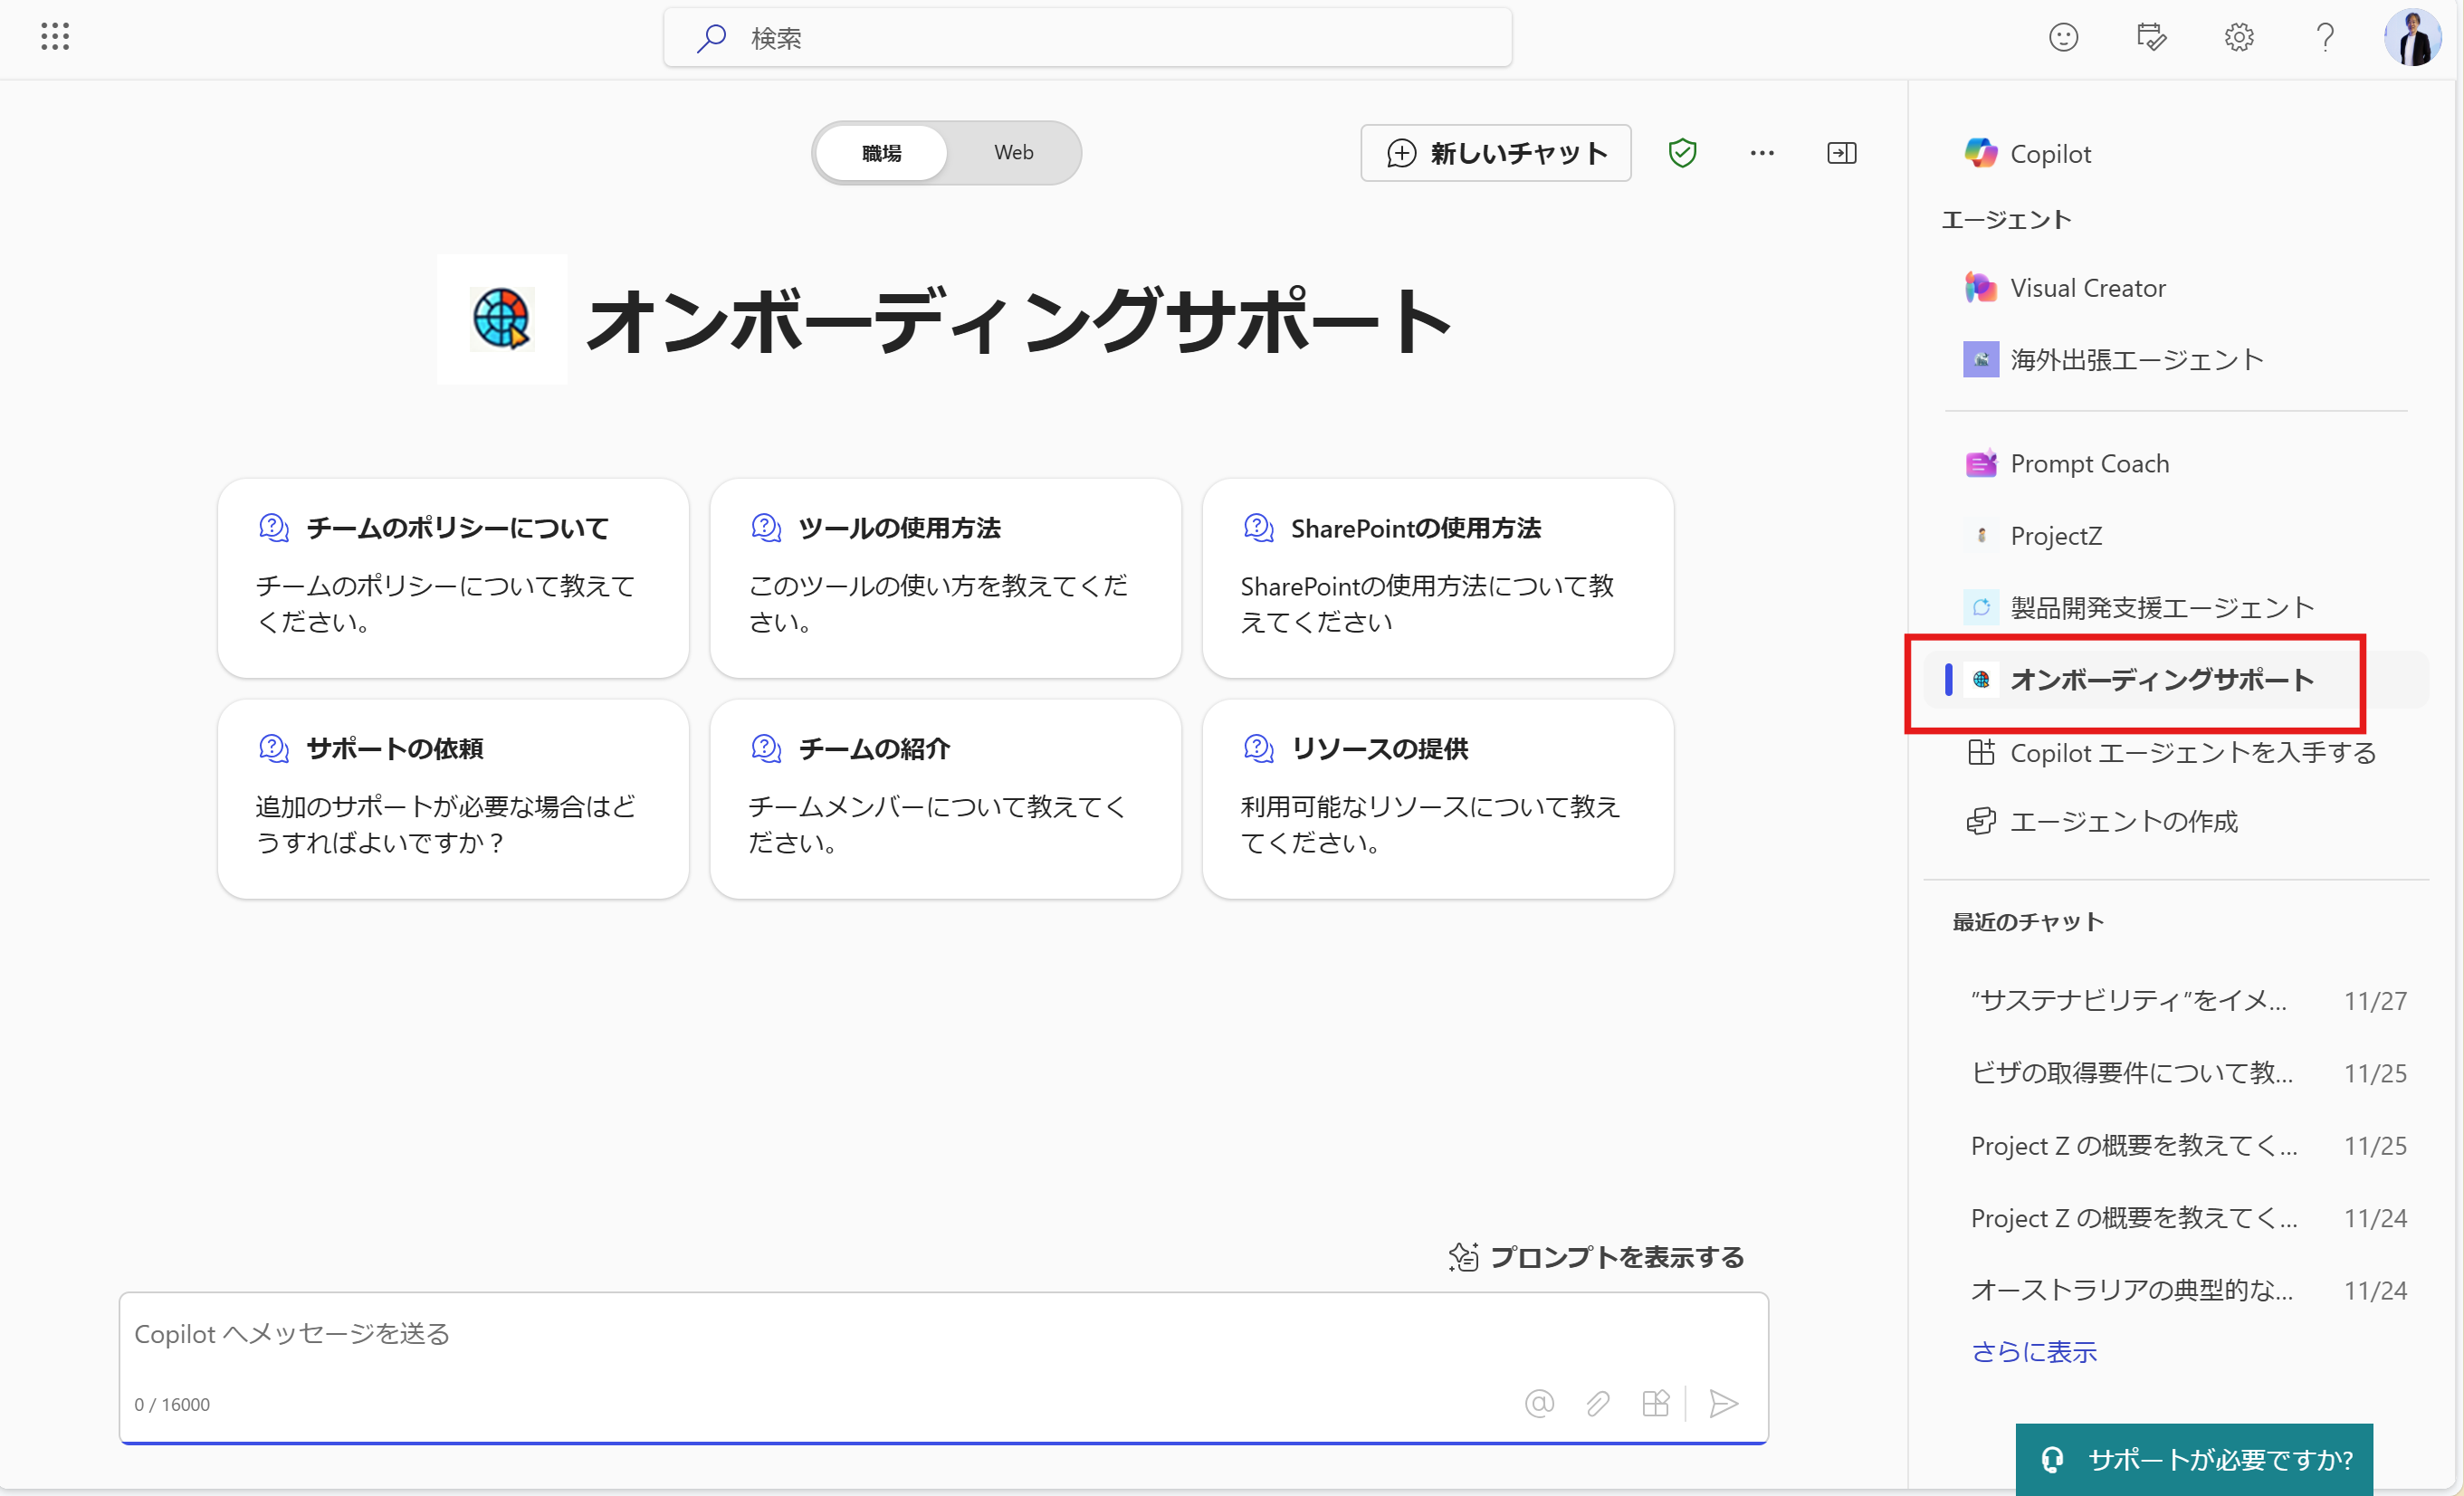 検索
職場
Web
新しいチャット
オンボーディングサポート
チームのポリシーについて
チームのポリシーについて教えて
ください。
ツールの使用方法
このツールの使い方を教えてくだ
さい。
SharePointの使用方法
SharePointの使用方法について教
えてください
サポートの依頼
追加のサポートが必要な場合はど
うすればよいですか？
チームの紹介
チームメンバーについて教えてく
ださい。
リソースの提供
利用可能なリソースについて教え
てください。
プロンプトを表示する
Copilot へメッセージを送る
0 / 16000
Copilot
エージェント
Visual Creator
海外出張エージェント
Prompt Coach
ProjectZ
製品開発支援エージェント
オンボーディングサポート
Copilot エージェントを入手する
エージェントの作成
最近のチャット
"サステナビリティ"をイメ... 11/27
ビザの取得要件について教... 11/25
Project Z の概要を教えてく... 11/25
Project Z の概要を教えてく... 11/24
オーストラリアの典型的な... 11/24
さらに表示
サポートが必要ですか?